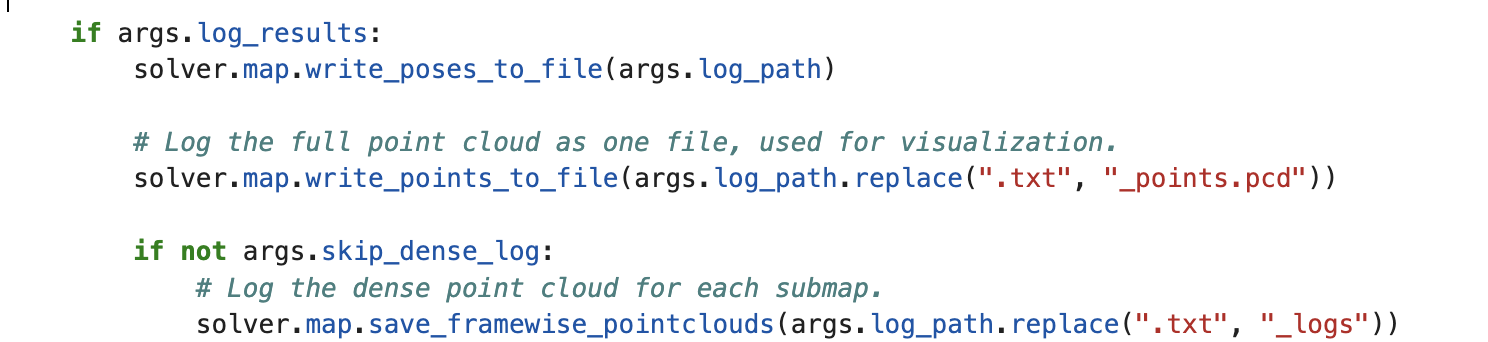 if args.log_results:
    solver.map.write_poses_to_file(args.log_path)

    # Log the full point cloud as one file, used for visualization.
    solver.map.write_points_to_file(args.log_path.replace(".txt", "_points.pcd"))

    if not args.skip_dense_log:
        # Log the dense point cloud for each submap.
        solver.map.save_framewise_pointclouds(args.log_path.replace(".txt", "_logs"))